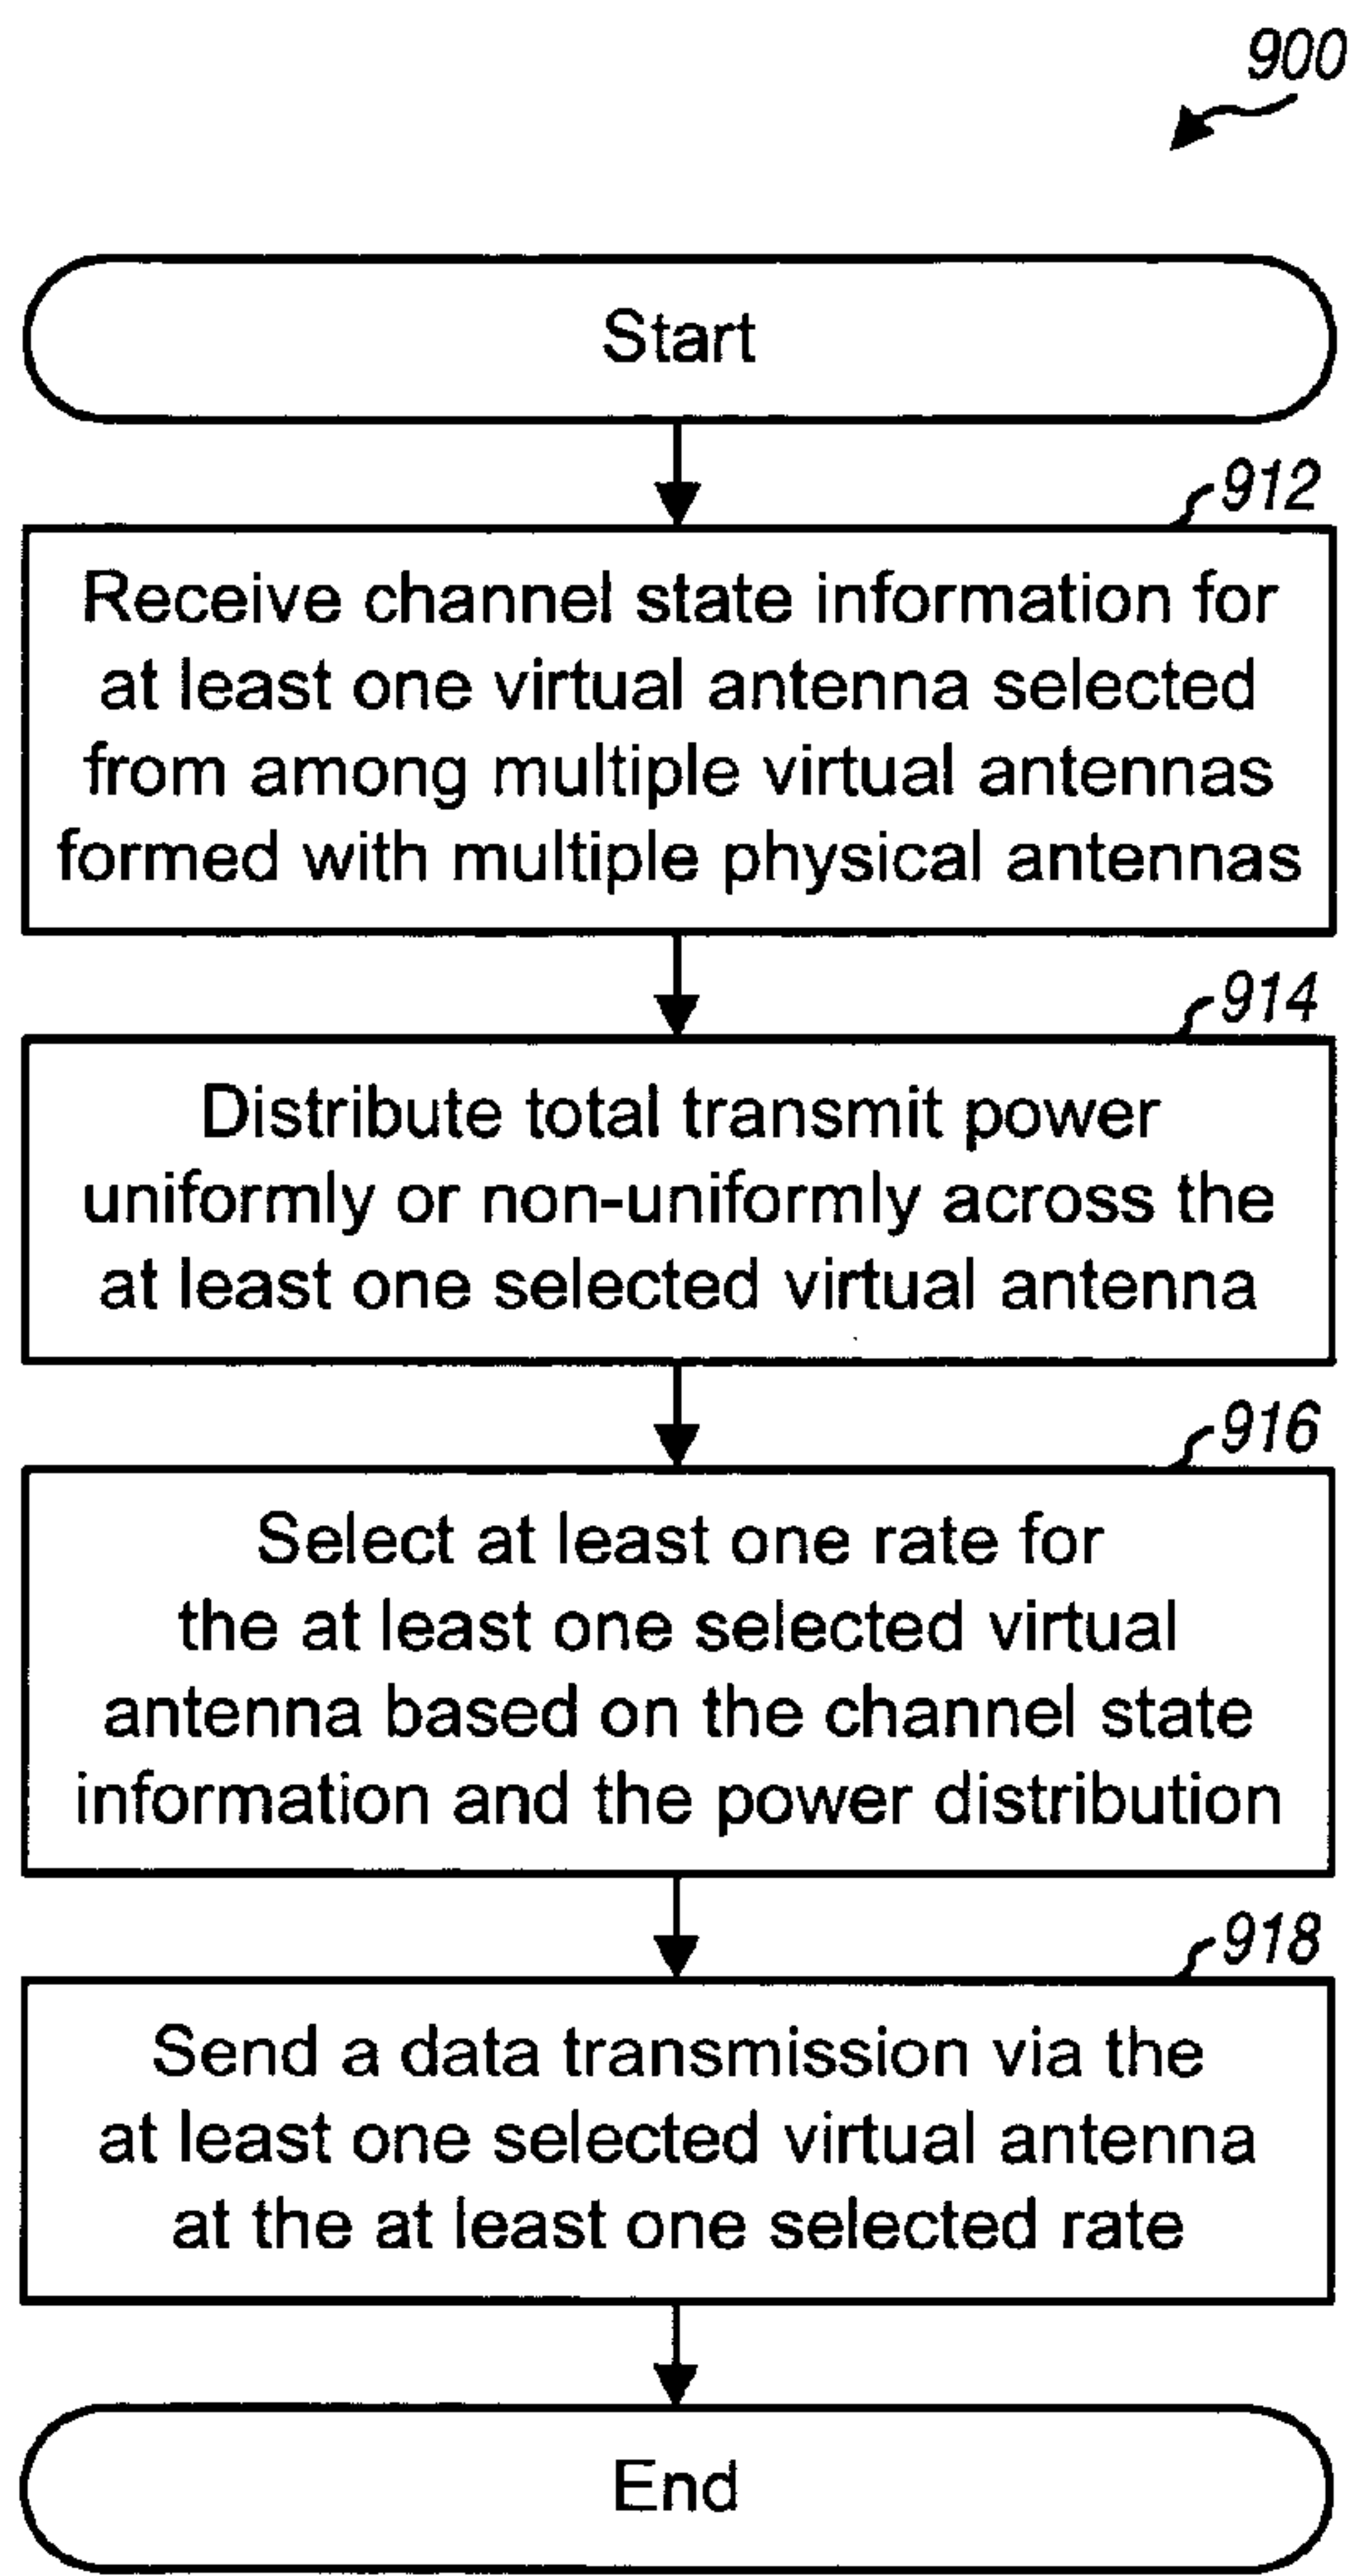 900
Start
912
Receive channel state information for
at least one virtual antenna selected
from among multiple virtual antennas
formed with multiple physical antennas
914
Distribute total transmit power
uniformly or non-uniformly across the
at least one selected virtual antenna
916
Select at least one rate for
the at least one selected virtual
antenna based on the channel state
information and the power distribution
918
Send a data transmission via the
at least one selected virtual antenna
at the at least one selected rate
End